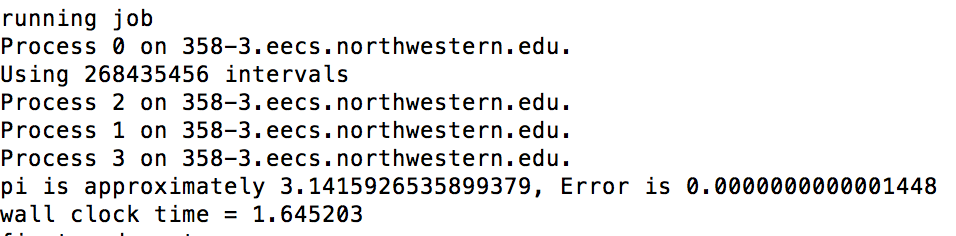 running job
Process 0 on 358-3.eecs.northwestern.edu.
Using 268435456 intervals
Process 2 on 358-3.eecs.northwestern.edu.
Process 1 on 358-3.eecs.northwestern.edu.
Process 3 on 358-3.eecs.northwestern.edu.
pi is approximately 3.1415926535899379, Error is 0.0000000000001448
wall clock time = 1.645203